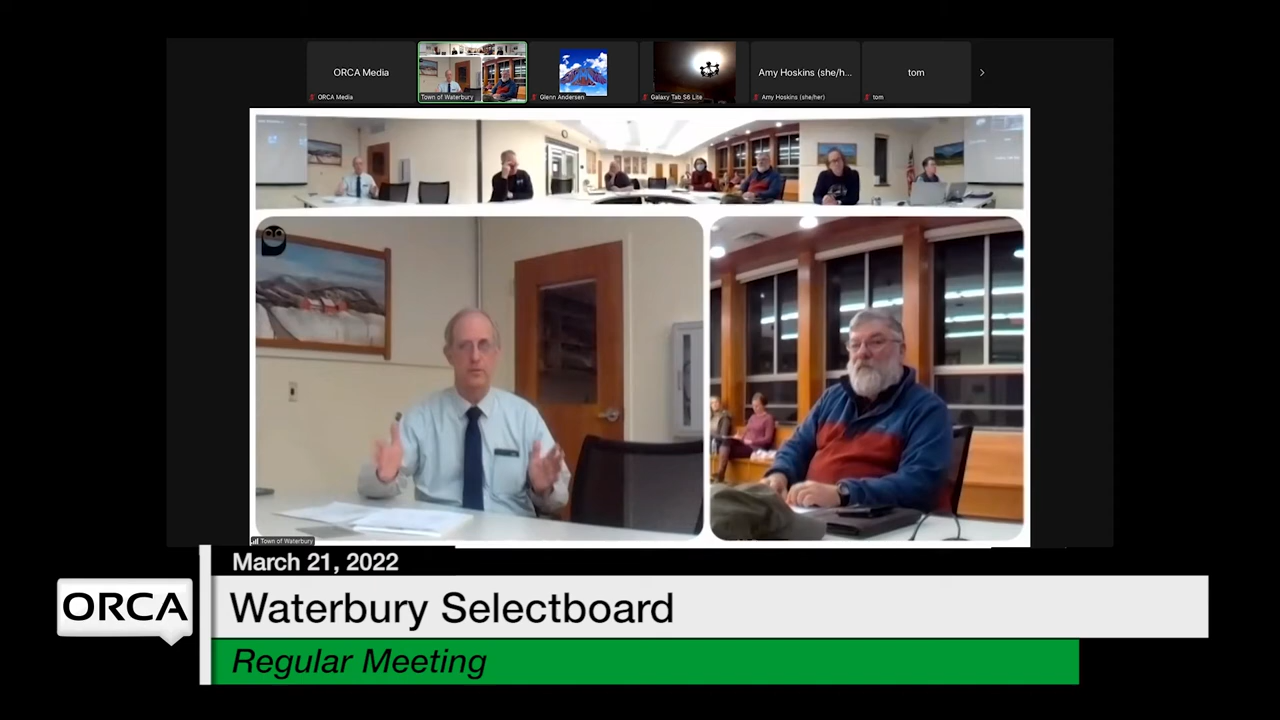 ORCA Media
Amy Hoskins (she/h...
tom
ORCA Media
Town of Waterbury
Glenn Andersen
Galaxy Tab S6 Lite
Amy Hoskins (she/her)
tom
Town of Waterbury
March 21, 2022
ORCA
Waterbury Selectboard
Regular Meeting